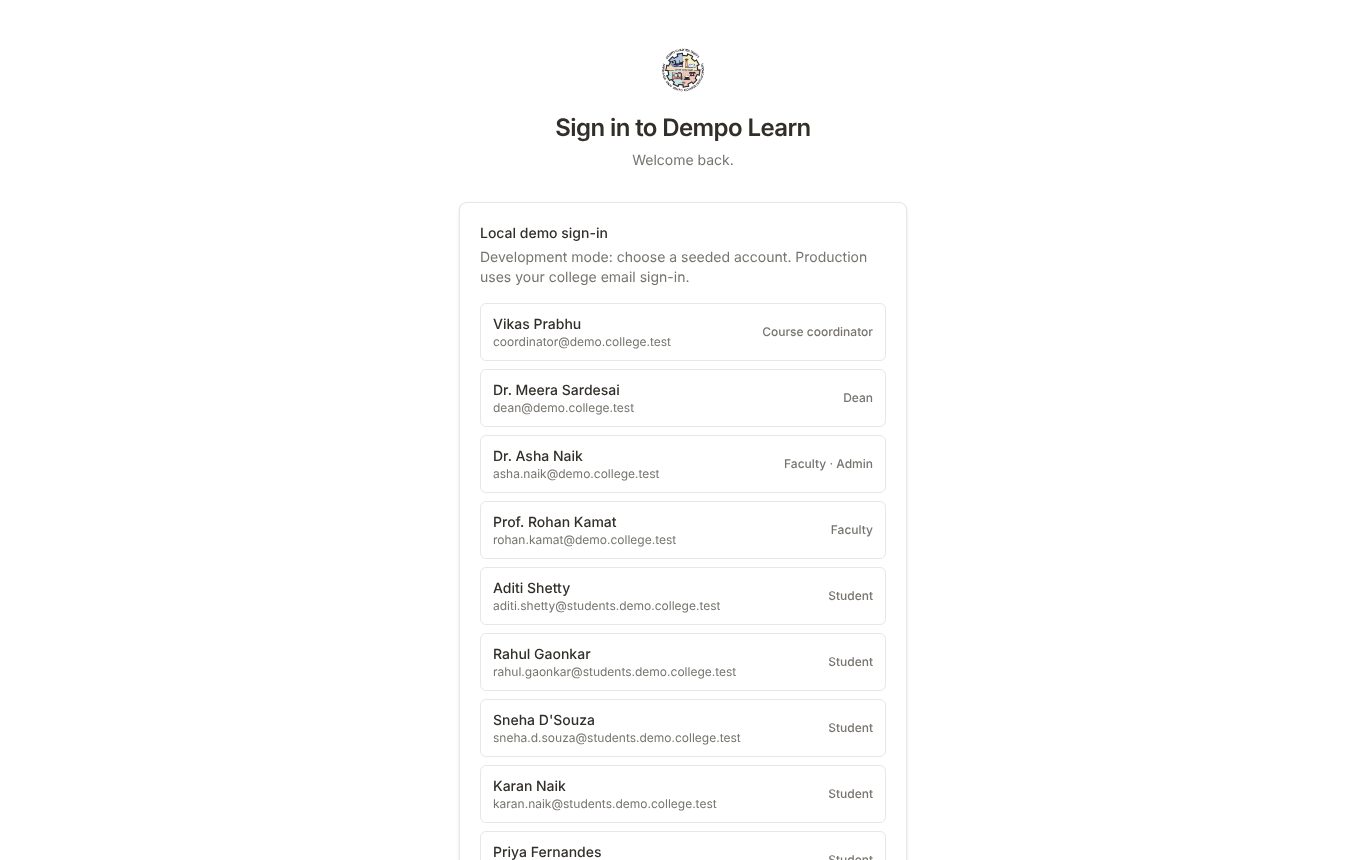 Sign in to Dempo Learn
Welcome back.
Local demo sign-in
Development mode: choose a seeded account. Production
uses your college email sign-in.
Vikas Prabhu
coordinator@demo.college.test
Course coordinator
Dr. Meera Sardesai
dean@demo.college.test
Dean
Dr. Asha Naik
asha.naik@demo.college.test
Faculty · Admin
Prof. Rohan Kamat
rohan.kamat@demo.college.test
Faculty
Aditi Shetty
aditi.shetty@students.demo.college.test
Student
Rahul Gaonkar
rahul.gaonkar@students.demo.college.test
Student
Sneha D'Souza
sneha.d.souza@students.demo.college.test
Student
Karan Naik
karan.naik@students.demo.college.test
Student
Priya Fernandes
Student